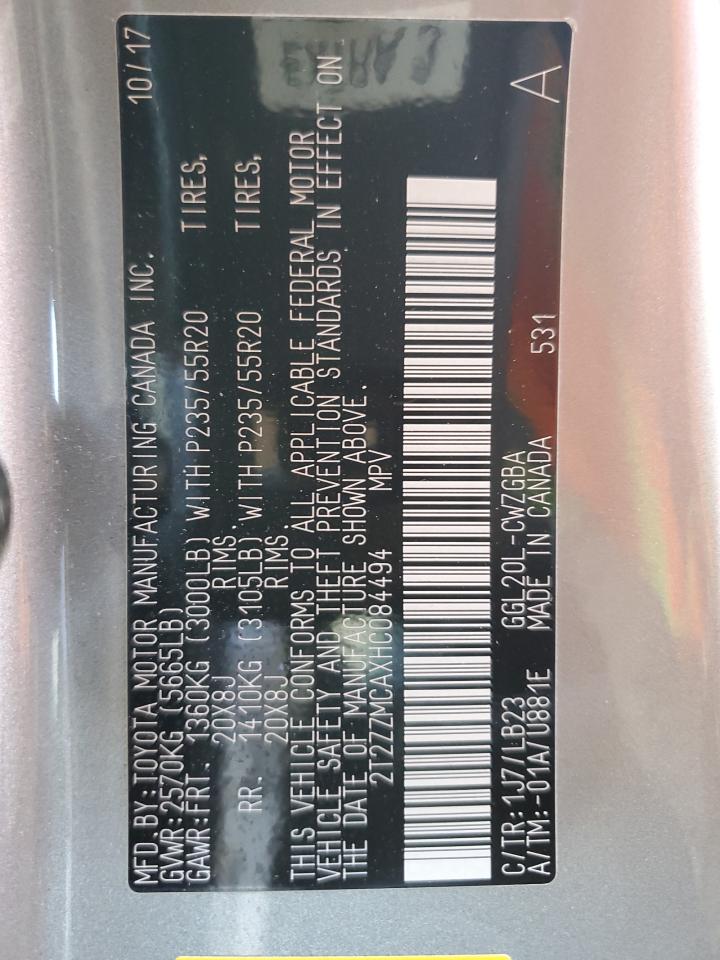 MFD BY:TOYOTA MOTOR MANUFACTURING CANADA INC. 10/17
GVWR:2570KG (5665LB)
GAWR:FRT. 1360KG (3000LB) WITH P235/55R20 TIRES,
20X8J RIMS.
RR. 1410KG (3105LB) WITH P235/55R20 TIRES,
20X8J RIMS.
THIS VEHICLE CONFORMS TO ALL APPLICABLE FEDERAL MOTOR
VEHICLE SAFETY AND THEFT PREVENTION STANDARDS IN EFFECT ON
THE DATE OF MANUFACTURE SHOWN ABOVE.
2T2ZZMCAXHC084494 MPV
C/TR:1J7/LB23 GGL20L-CWZGBA
A/TM:-01A/U881E MADE IN CANADA 531 A